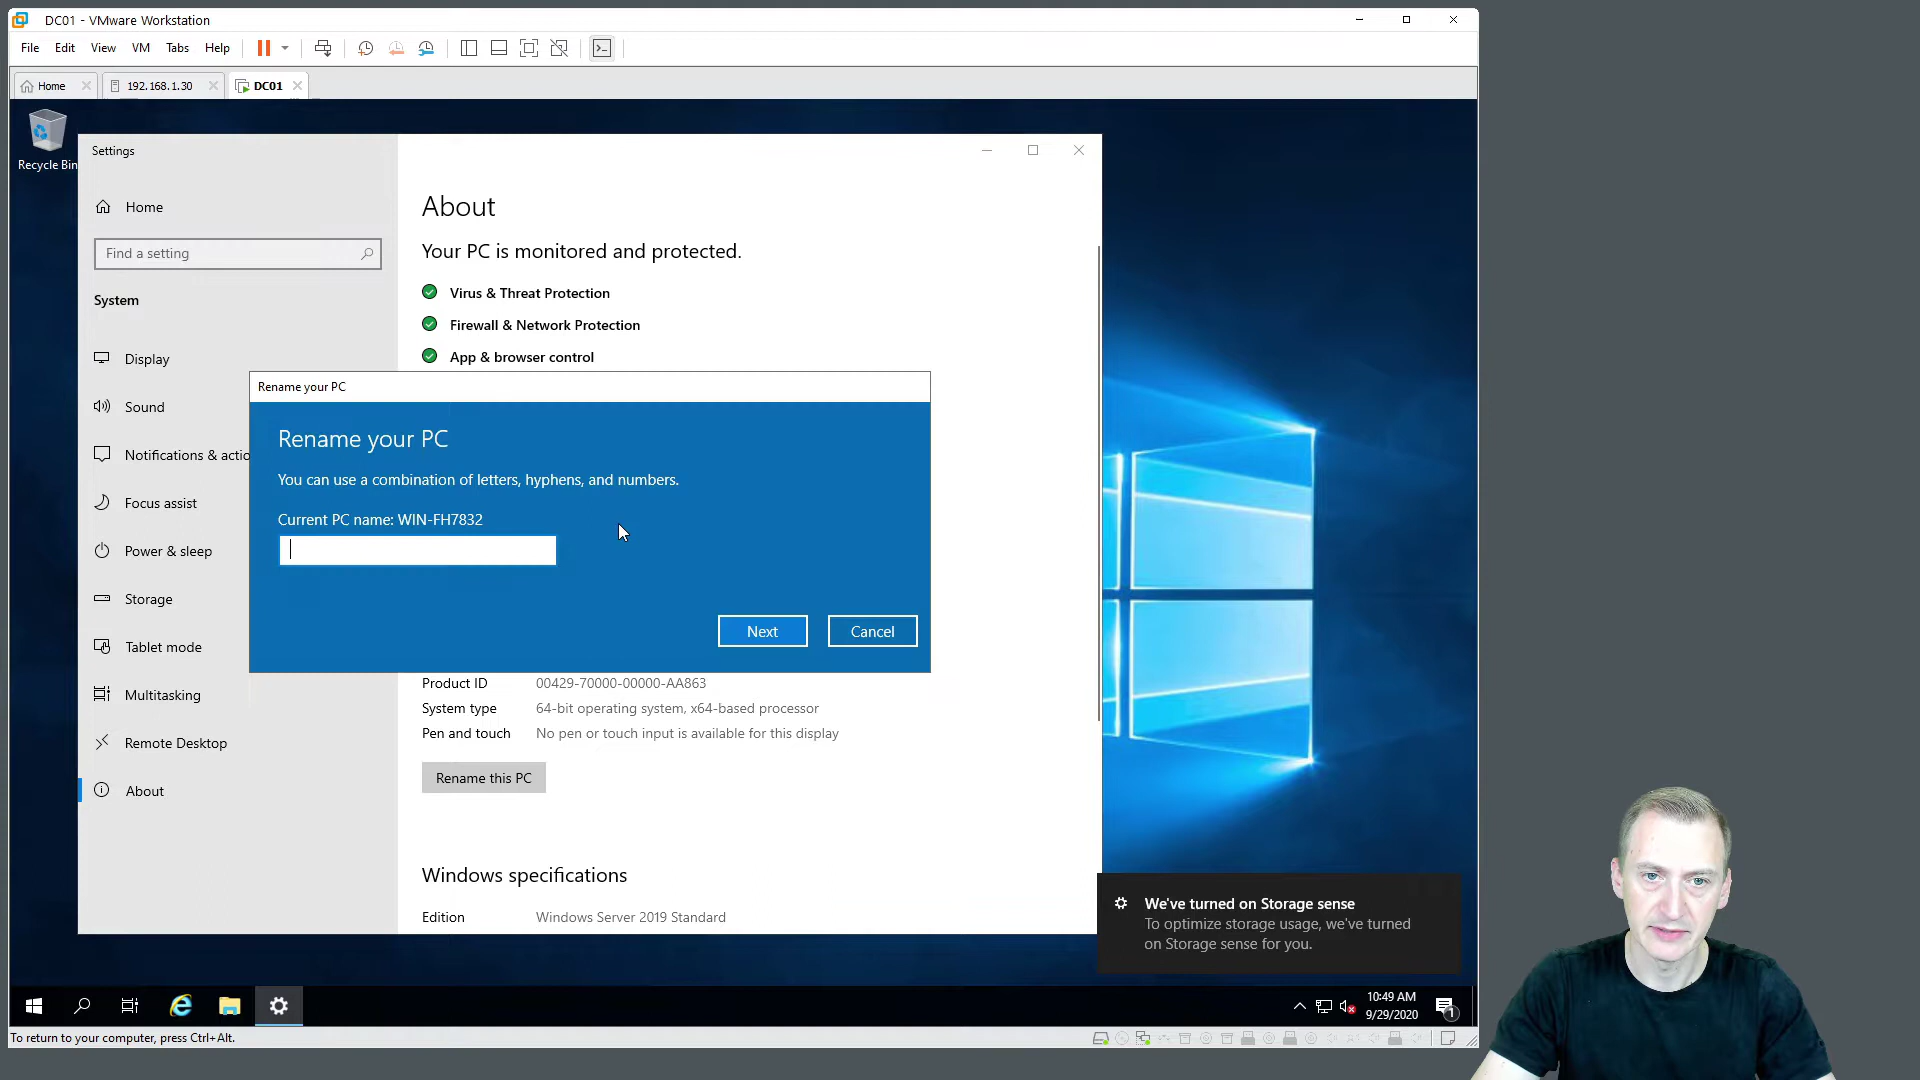 DC01 - VMware Workstation
File Edit View VM Tabs Help
Home 192.168.1.30 DC01
Recycle Bin
Settings
Home
Find a setting
System
Display
Sound
Notifications & actio
Focus assist
Power & sleep
Storage
Tablet mode
Multitasking
Remote Desktop
About
About
Your PC is monitored and protected.
Virus & Threat Protection
Firewall & Network Protection
App & browser control
Rename your PC
Rename your PC
You can use a combination of letters, hyphens, and numbers.
Current PC name: WIN-FH7832
Next Cancel
Product ID 00429-70000-00000-AA863
System type 64-bit operating system, x64-based processor
Pen and touch No pen or touch input is available for this display
Rename this PC
Windows specifications
Edition Windows Server 2019 Standard
We've turned on Storage sense
To optimize storage usage, we've turned
on Storage sense for you.
10:49 AM
9/29/2020
1
To return to your computer, press Ctrl+Alt.